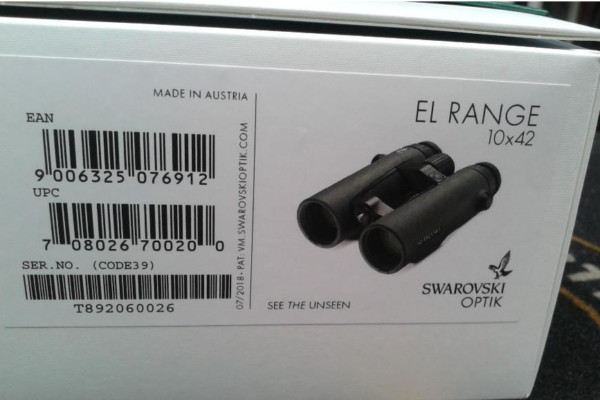 MADE IN AUSTRIA
EAN
9 006325 076912
UPC
7 08026 70020 0
SER.NO. (CODE39)
T892060026
07/2018 - PAT: VM.SWAROVSKIOPTIK.COM
EL RANGE
10x42
SEE THE UNSEEN
SWAROVSKI
OPTIK